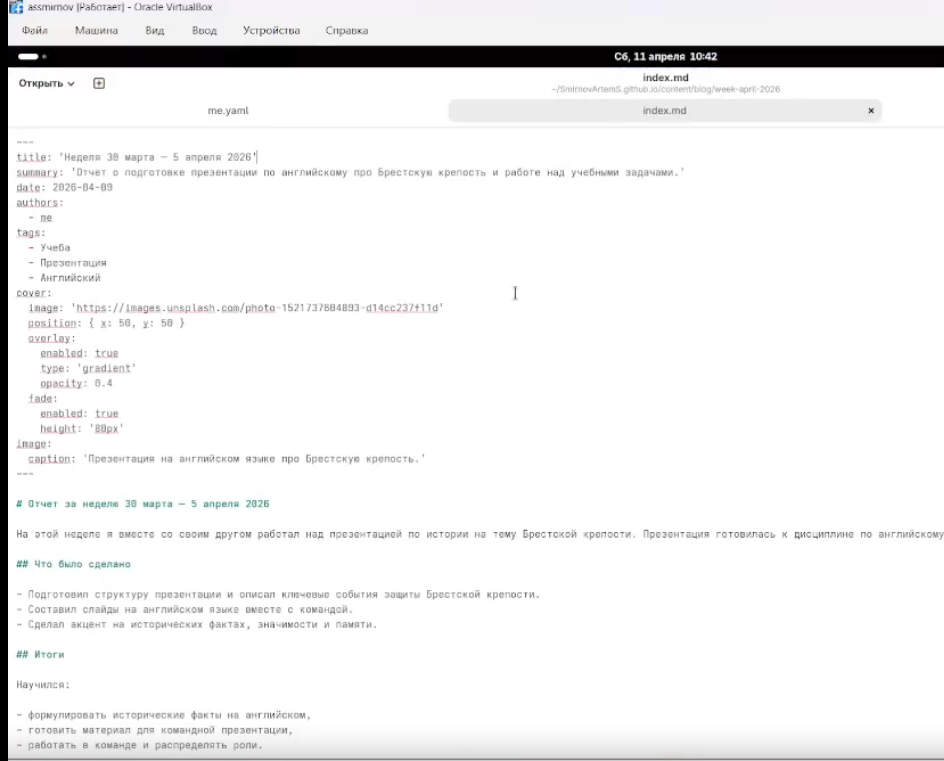 assmirnov [Работает] - Oracle VirtualBox
Файл Машина Вид Ввод Устройства Справка
Сб, 11 апреля 10:42
Открыть
index.md
~/SmirnovArtemS.github.io/content/blog/week-april-2026
me.yaml index.md ×
---
title: 'Неделя 30 марта — 5 апреля 2026'
summary: 'Отчет о подготовке презентации по английскому про Брестскую крепость и работе над учебными задачами.'
date: 2026-04-09
authors:
- me
tags:
- Учеба
- Презентация
- Английский
cover:
image: 'https://images.unsplash.com/photo-1521737604893-d14cc237f11d'
position: { x: 50, y: 50 }
overlay:
enabled: true
type: 'gradient'
opacity: 0.4
fade:
enabled: true
height: '80px'
image:
caption: 'Презентация на английском языке про Брестскую крепость.'
---
# Отчет за неделю 30 марта — 5 апреля 2026
На этой неделе я вместе со своим другом работал над презентацией по истории на тему Брестской крепости. Презентация готовилась к дисциплине по английскому
## Что было сделано
- Подготовил структуру презентации и описал ключевые события защиты Брестской крепости.
- Составил слайды на английском языке вместе с командой.
- Сделал акцент на исторических фактах, значимости и памяти.
## Итоги
Научился:
- формулировать исторические факты на английском,
- готовить материал для командной презентации,
- работать в команде и распределять роли.